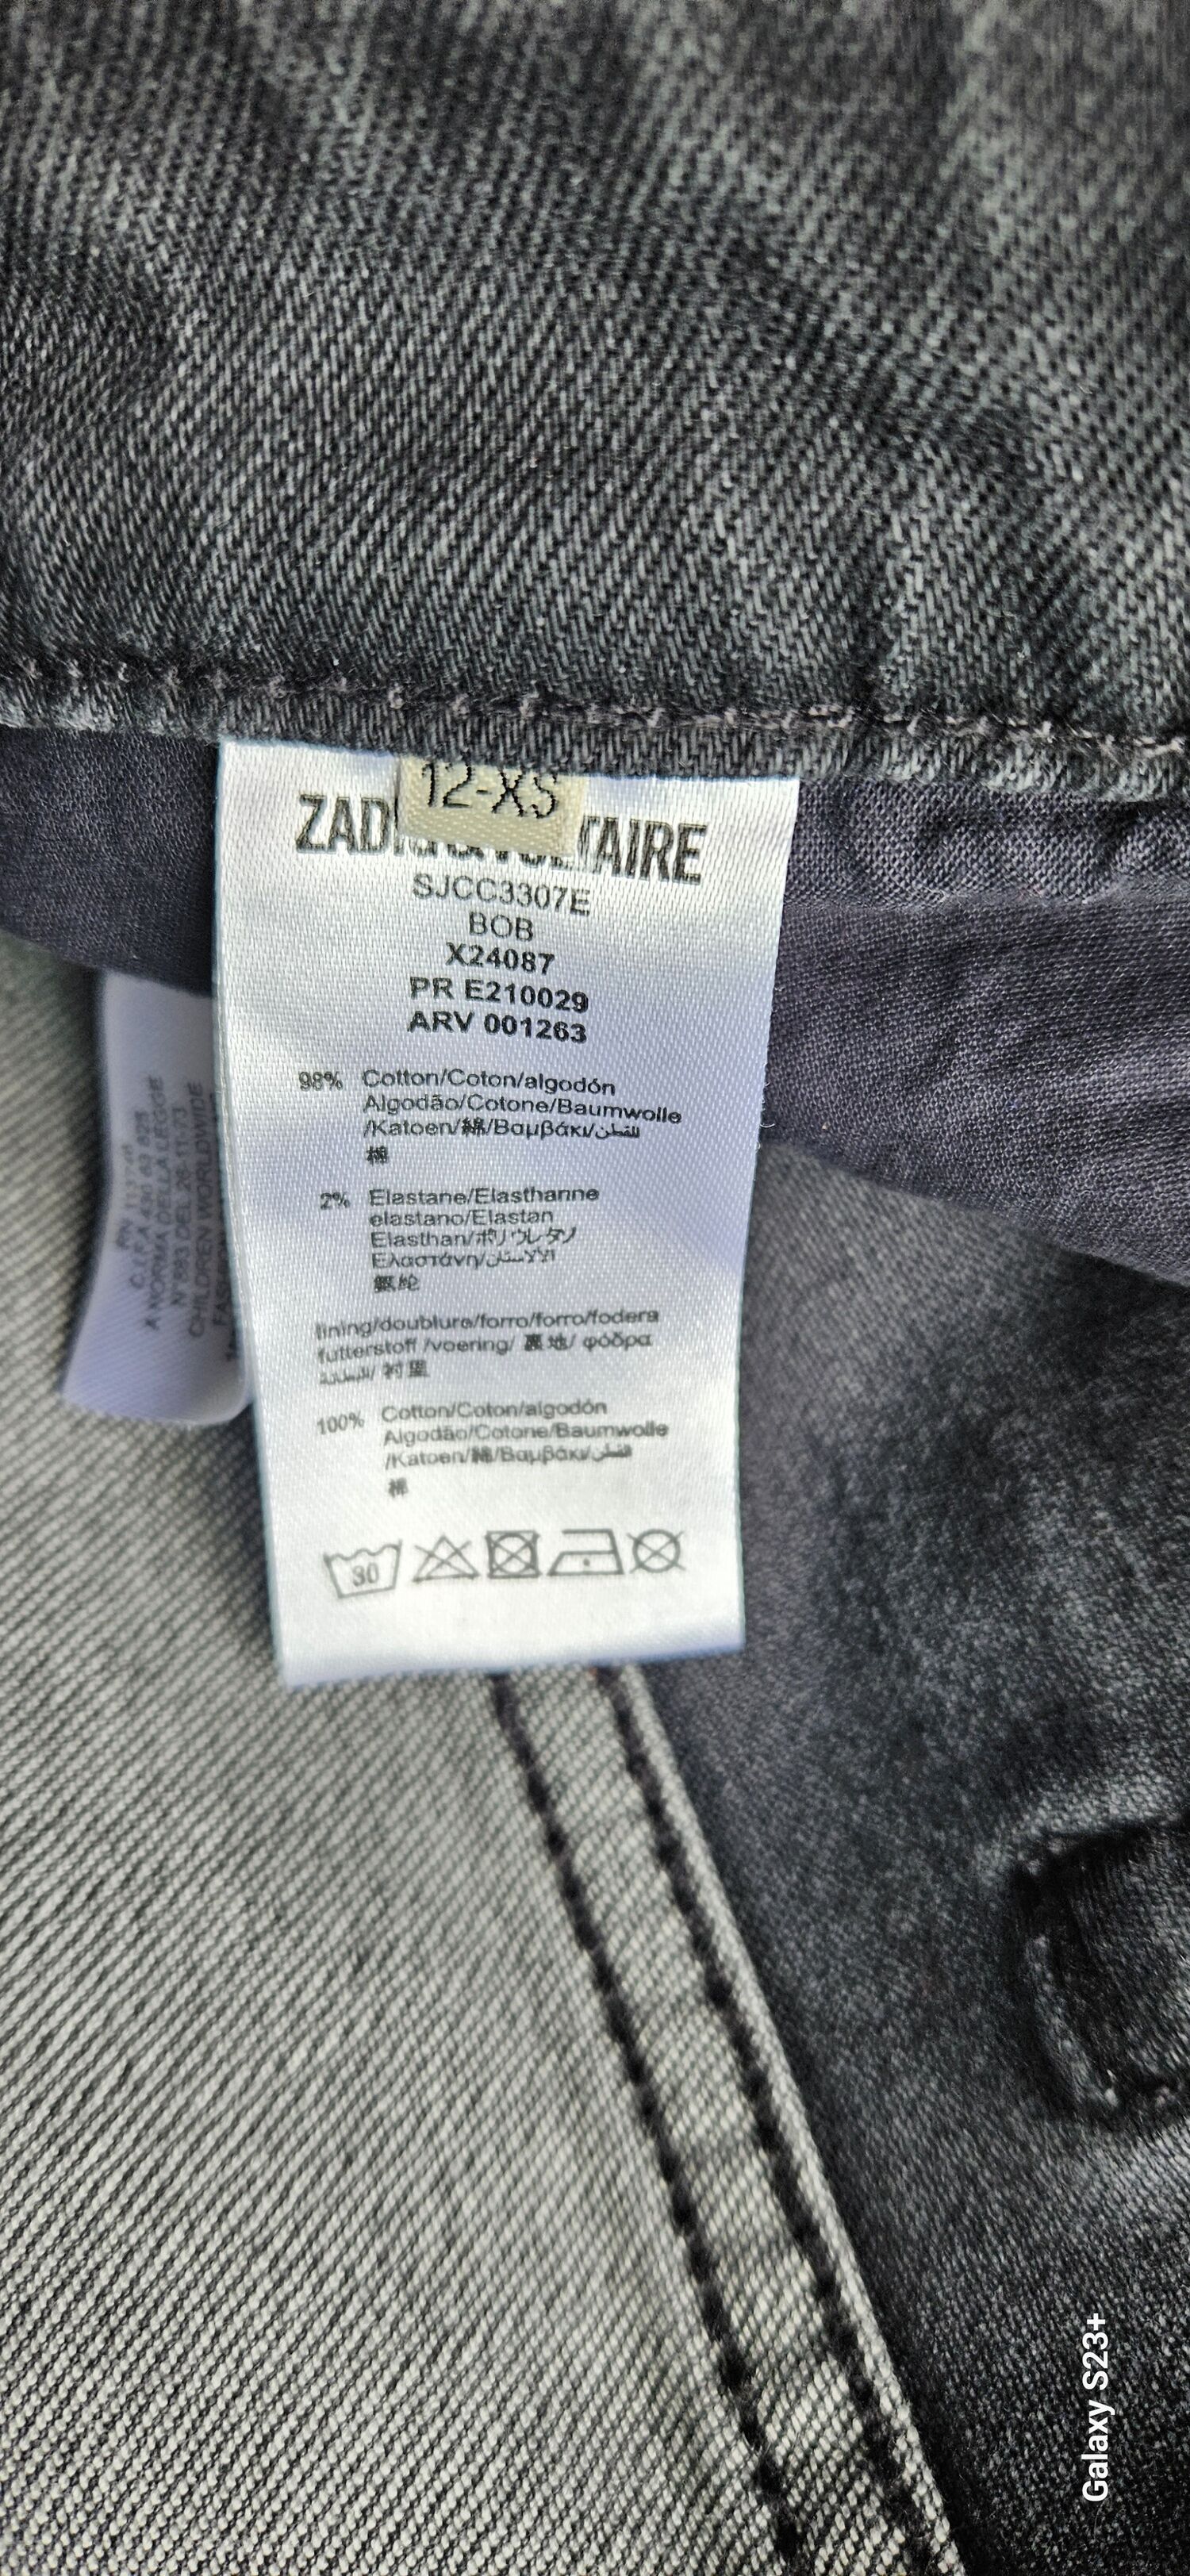 12-XS
ZADIG & VOLTAIRE
SJCC3307E
BOB
X24087
PR E210029
ARV 001263
98% Cotton/Coton/algodón
Algodão/Cotone/Baumwolle
/Katoen/綿/Βαμβάκι/القطن
棉
2% Elastane/Elasthanne
elastano/Elastan
Elasthan/ポリウレタン
Ελαστάνη/
氨纶
lining/doublure/forro/forro/fodera
futterstoff /voering/ 裏地/ φόδρα
/ 衬里
100% Cotton/Coton/algodón
Algodão/Cotone/Baumwolle
/Katoen/綿/Βαμβάκι/القطن
棉
30
A NORMA DELLA LEGGE
CHILDREN WORLDWIDE
Galaxy S23+